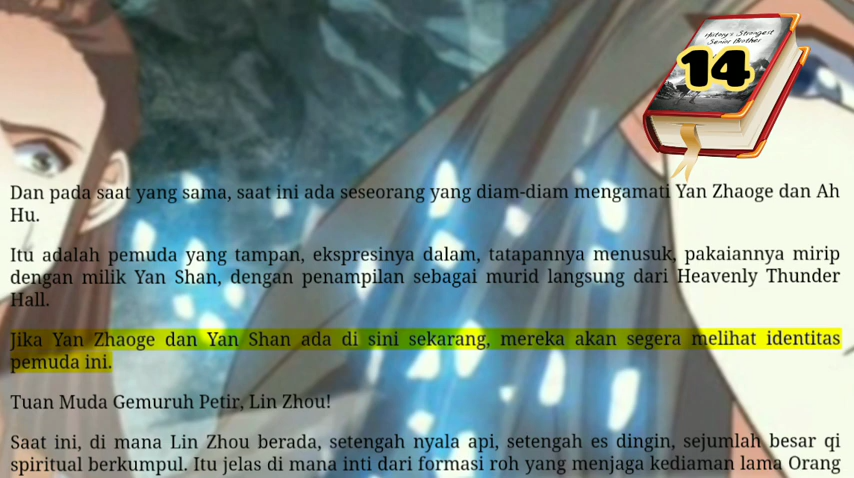 History's Strongest
Senior Brother
14
Dan pada saat yang sama, saat ini ada seseorang yang diam-diam mengamati Yan Zhaoge dan Ah
Hu.
Itu adalah pemuda yang tampan, ekspresinya dalam, tatapannya menusuk, pakaiannya mirip
dengan milik Yan Shan, dengan penampilan sebagai murid langsung dari Heavenly Thunder
Hall.
Jika Yan Zhaoge dan Yan Shan ada di sini sekarang, mereka akan segera melihat identitas
pemuda ini.
Tuan Muda Gemuruh Petir, Lin Zhou!
Saat ini, di mana Lin Zhou berada, setengah nyala api, setengah es dingin, sejumlah besar qi
spiritual berkumpul. Itu jelas di mana inti dari formasi roh yang menjaga kediaman lama Orang